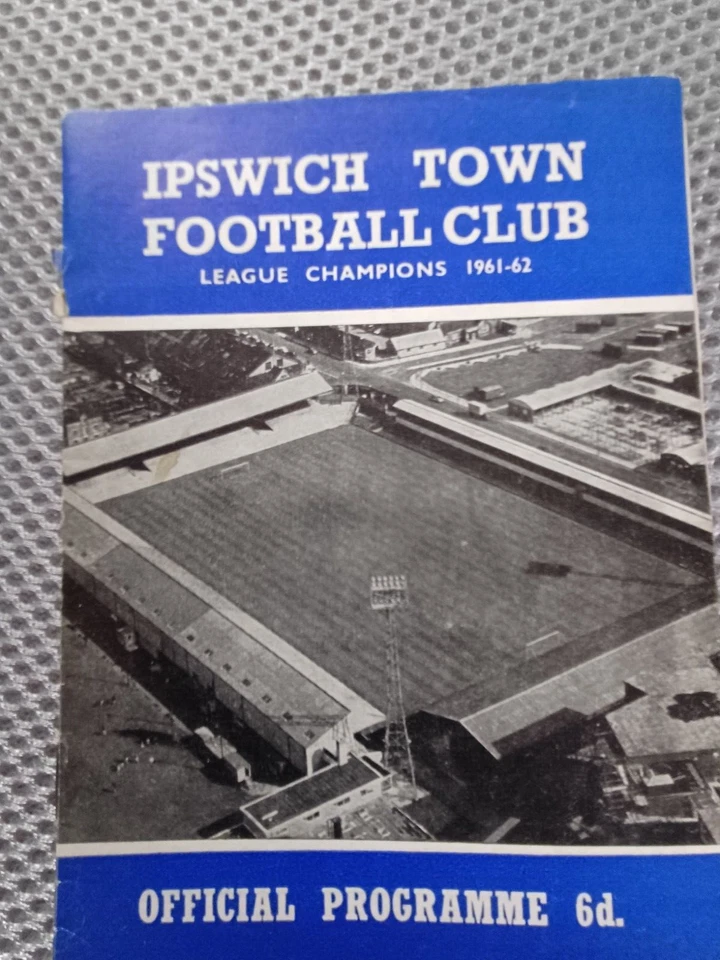 IPSWICH TOWN
FOOTBALL CLUB
LEAGUE CHAMPIONS 1961-62
OFFICIAL PROGRAMME 6d.